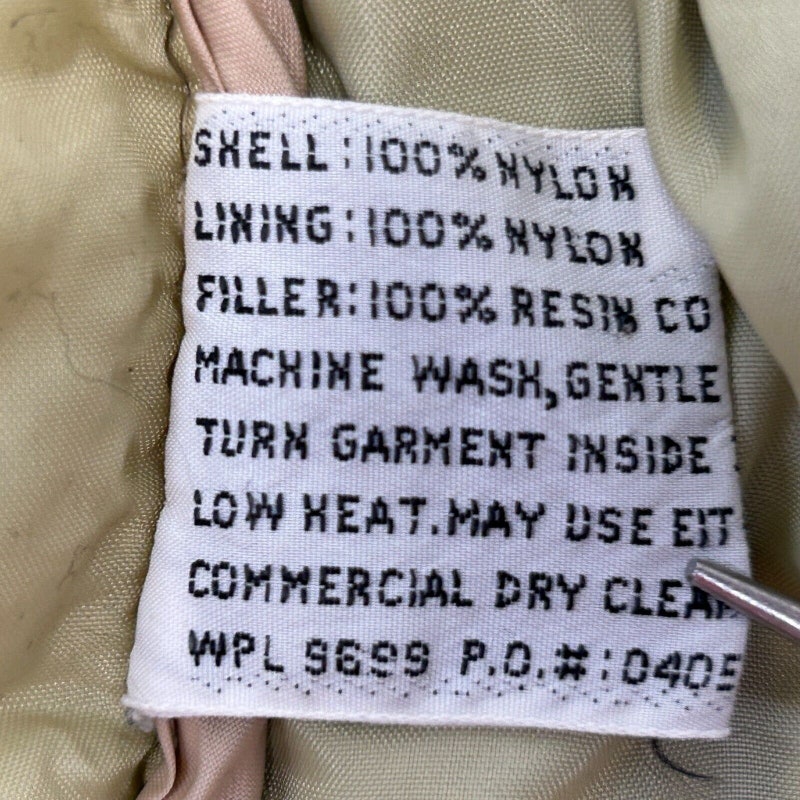 SHELL:100% NYLON
LINING:100% NYLON
FILLER:100% RESIN CO
MACHINE WASH,GENTLE
TURN GARMENT INSIDE
LOW HEAT.MAY USE EIT
COMMERCIAL DRY CLEA
WPL 9699 P.O.#:0405